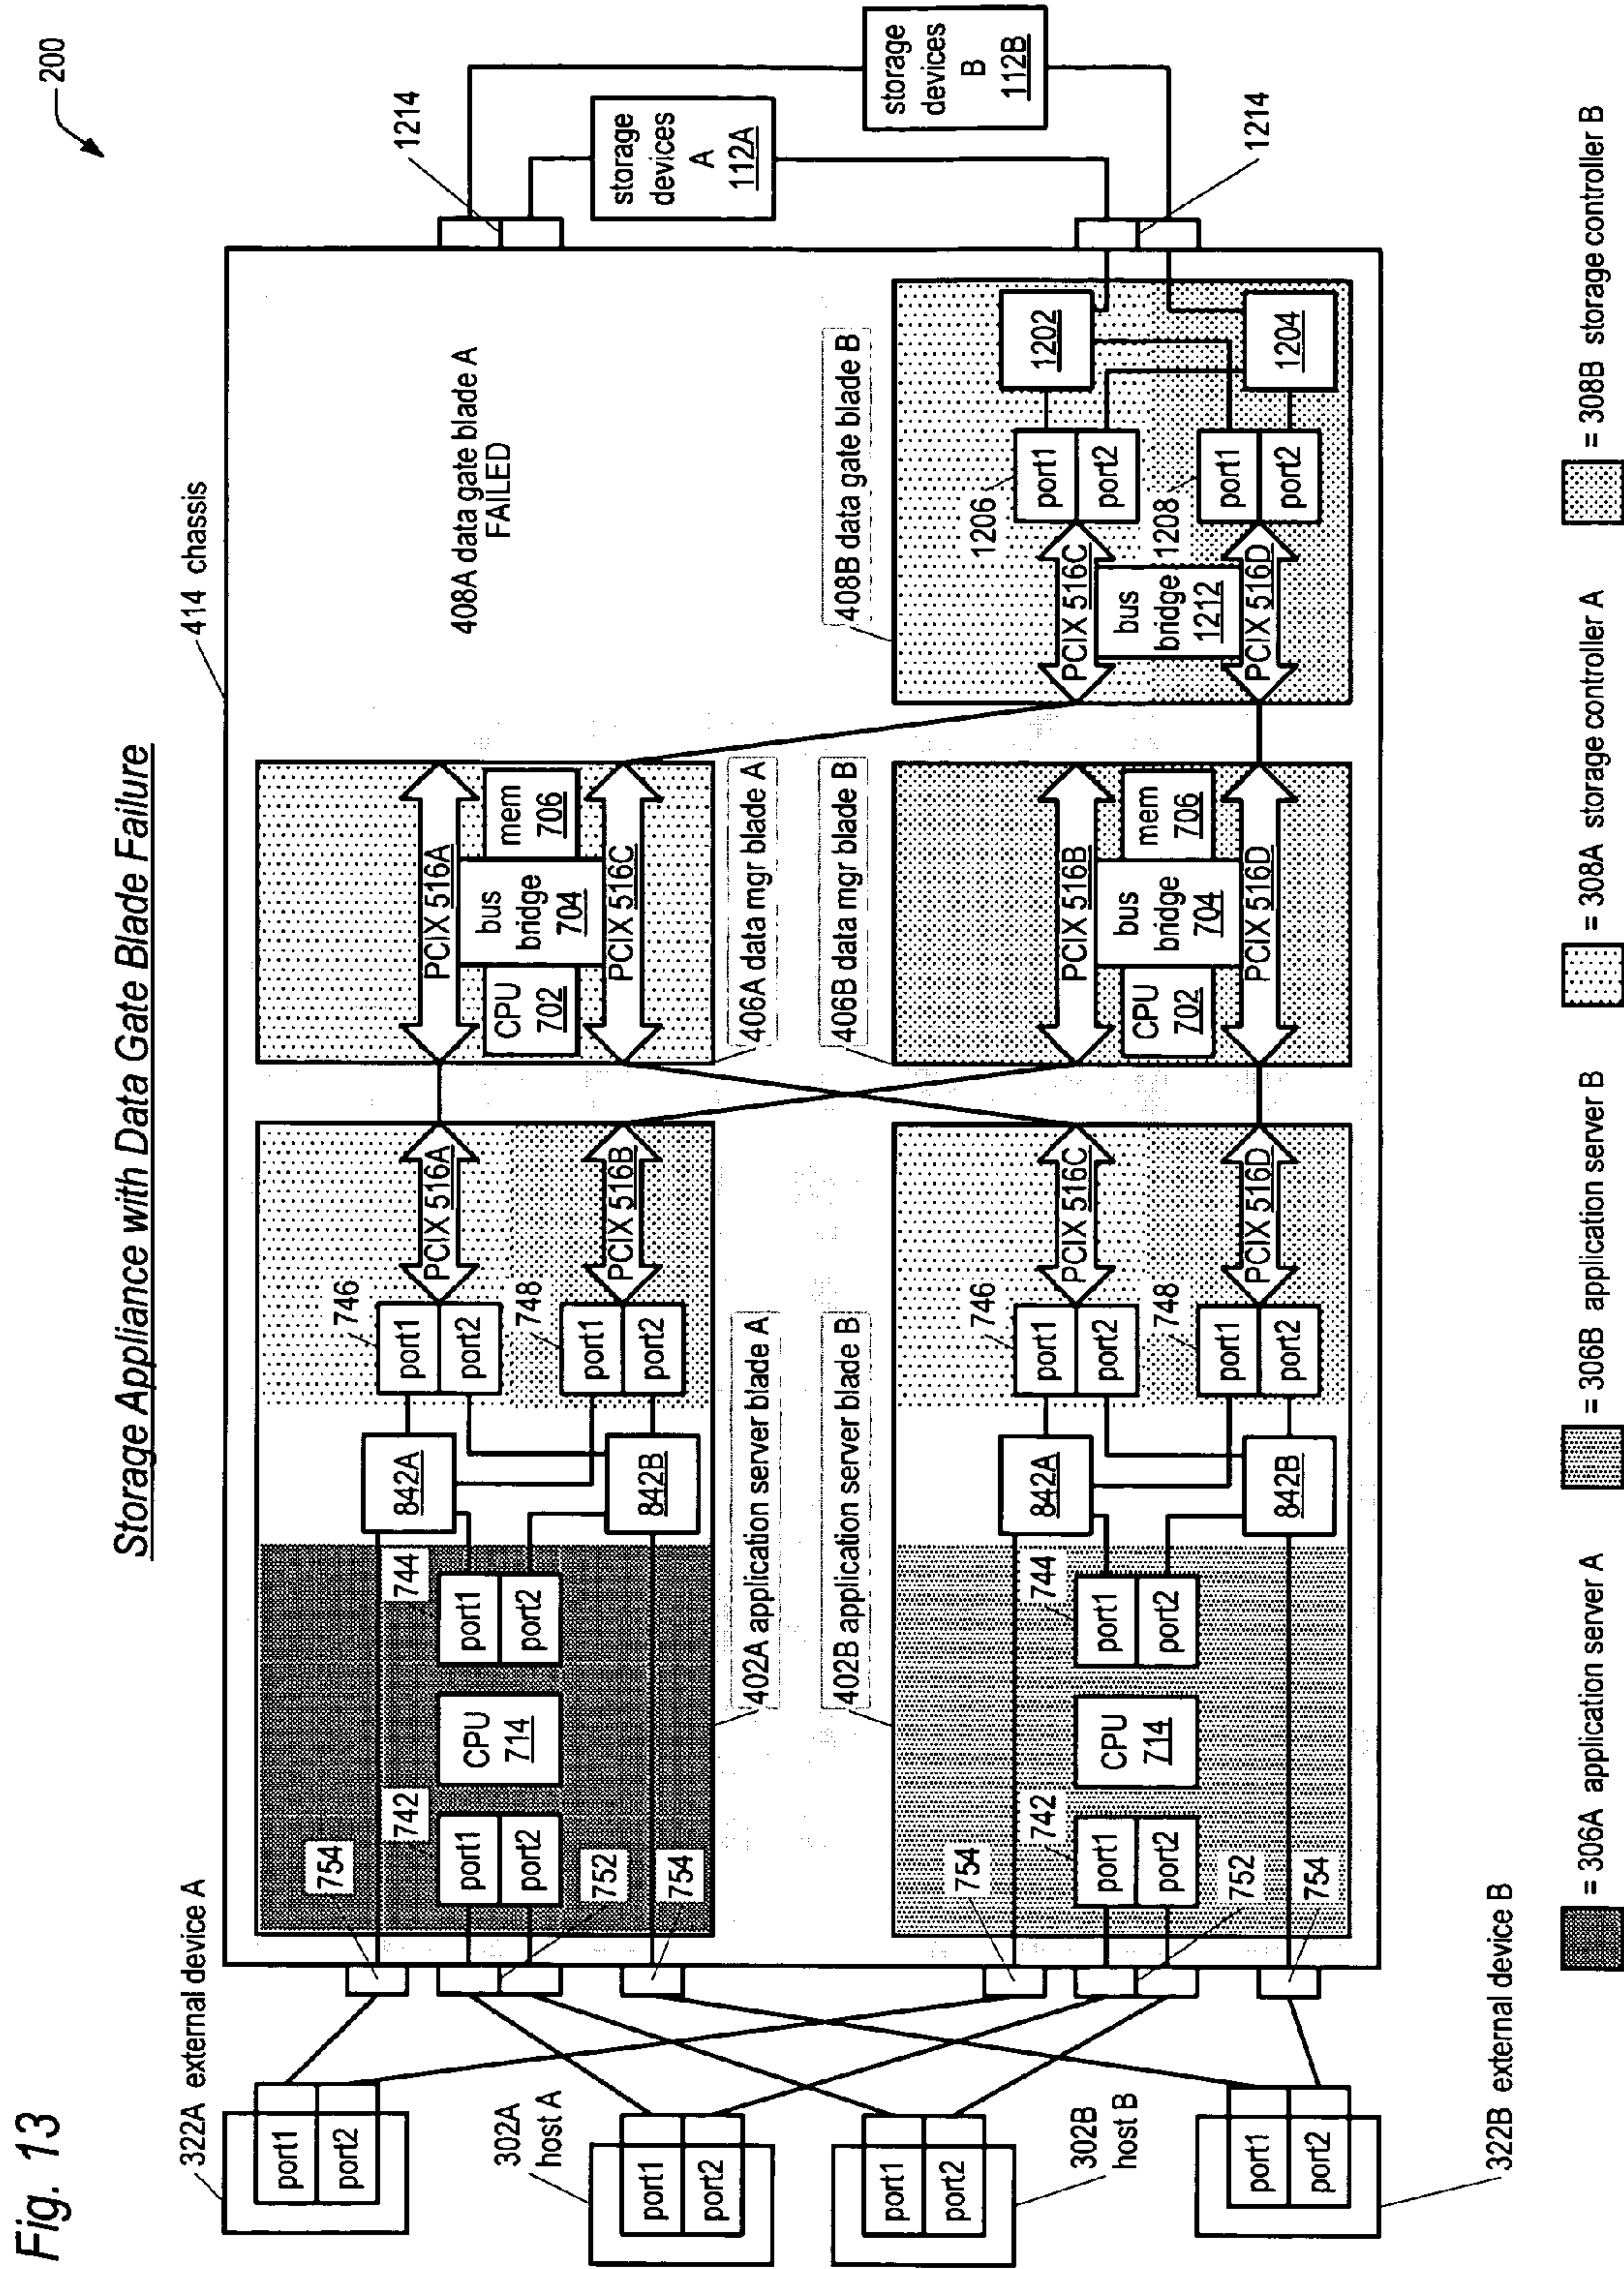 Fig. 13
Storage Appliance with Data Gate Blade Failure
200
414 chassis
322A external device A
port1
port2
302A
host A
port1
port2
302B
host B
port1
port2
322B external device B
port1
port2
754
742
port1
port2
752
754
CPU
714
744
port1
port2
842A
842B
746
port1
port2
748
port1
port2
PCIX 516A
PCIX 516B
402A application server blade A
PCIX 516A
CPU
702
bus
bridge
704
mem
706
PCIX 516C
406A data mgr blade A
408A data gate blade A
FAILED
1214
storage
devices
A
112A
storage
devices
B
112B
1214
402B application server blade B
754
742
port1
port2
752
754
CPU
714
744
port1
port2
842A
842B
746
port1
port2
748
port1
port2
PCIX 516C
PCIX 516D
406B data mgr blade B
PCIX 516B
CPU
702
bus
bridge
704
mem
706
PCIX 516D
408B data gate blade B
PCIX 516C
bus
bridge
1212
PCIX 516D
1206
port1
port2
1208
port1
port2
1202
1204
= 306A application server A
= 306B application server B
= 308A storage controller A
= 308B storage controller B